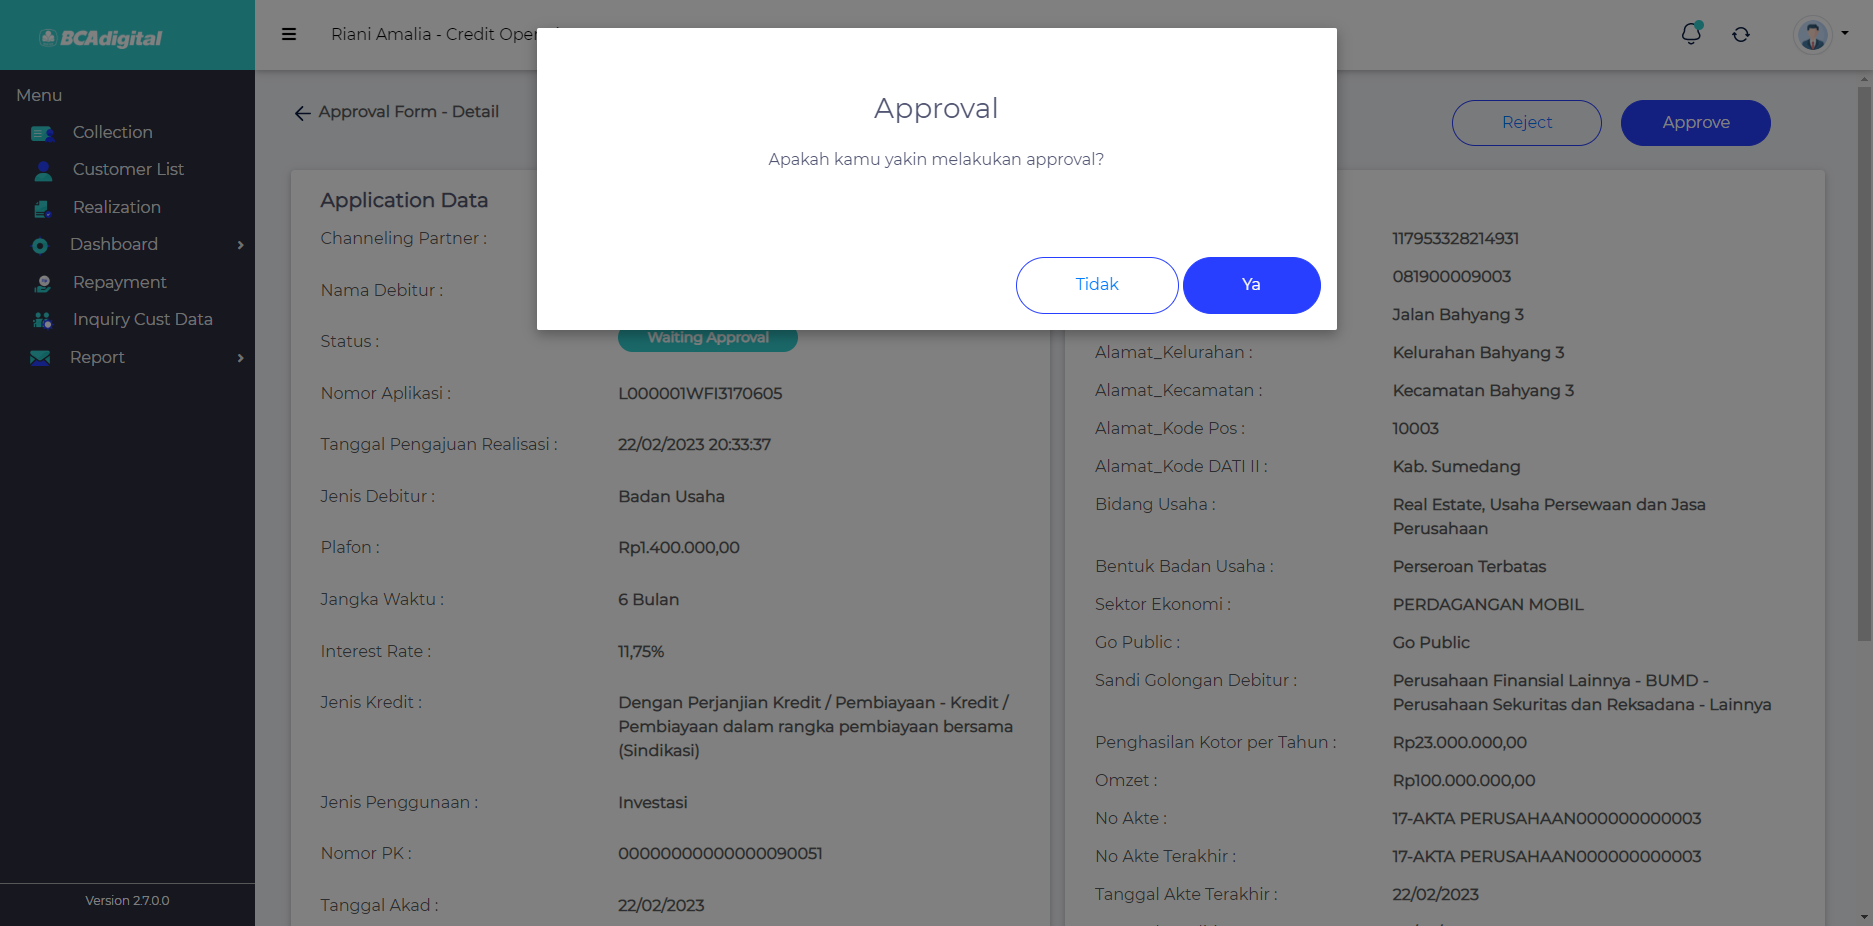 BCAdigital
Riani Amalia - Credit Oper
Menu
Collection
Customer List
Realization
Dashboard
Repayment
Inquiry Cust Data
Report
Version 2.7.0.0
Approval Form - Detail
Reject
Approve
Approval
Apakah kamu yakin melakukan approval?
Tidak
Ya
Application Data
Channeling Partner :
Nama Debitur :
Status :
Waiting Approval
Nomor Aplikasi :
L000001WFI3170605
Tanggal Pengajuan Realisasi :
22/02/2023 20:33:37
Jenis Debitur :
Badan Usaha
Plafon :
Rp1.400.000,00
Jangka Waktu :
6 Bulan
Interest Rate :
11,75%
Jenis Kredit :
Dengan Perjanjian Kredit / Pembiayaan - Kredit /
Pembiayaan dalam rangka pembiayaan bersama
(Sindikasi)
Jenis Penggunaan :
Investasi
Nomor PK :
00000000000000090051
Tanggal Akad :
22/02/2023
117953328214931
081900009003
Jalan Bahyang 3
Alamat_Kelurahan :
Kelurahan Bahyang 3
Alamat_Kecamatan :
Kecamatan Bahyang 3
Alamat_Kode Pos :
10003
Alamat_Kode DATI II :
Kab. Sumedang
Bidang Usaha :
Real Estate, Usaha Persewaan dan Jasa
Perusahaan
Bentuk Badan Usaha :
Perseroan Terbatas
Sektor Ekonomi :
PERDAGANGAN MOBIL
Go Public :
Go Public
Sandi Golongan Debitur :
Perusahaan Finansial Lainnya - BUMD -
Perusahaan Sekuritas dan Reksadana - Lainnya
Penghasilan Kotor per Tahun :
Rp23.000.000,00
Omzet :
Rp100.000.000,00
No Akte :
17-AKTA PERUSAHAAN000000000003
No Akte Terakhir :
17-AKTA PERUSAHAAN000000000003
Tanggal Akte Terakhir :
22/02/2023